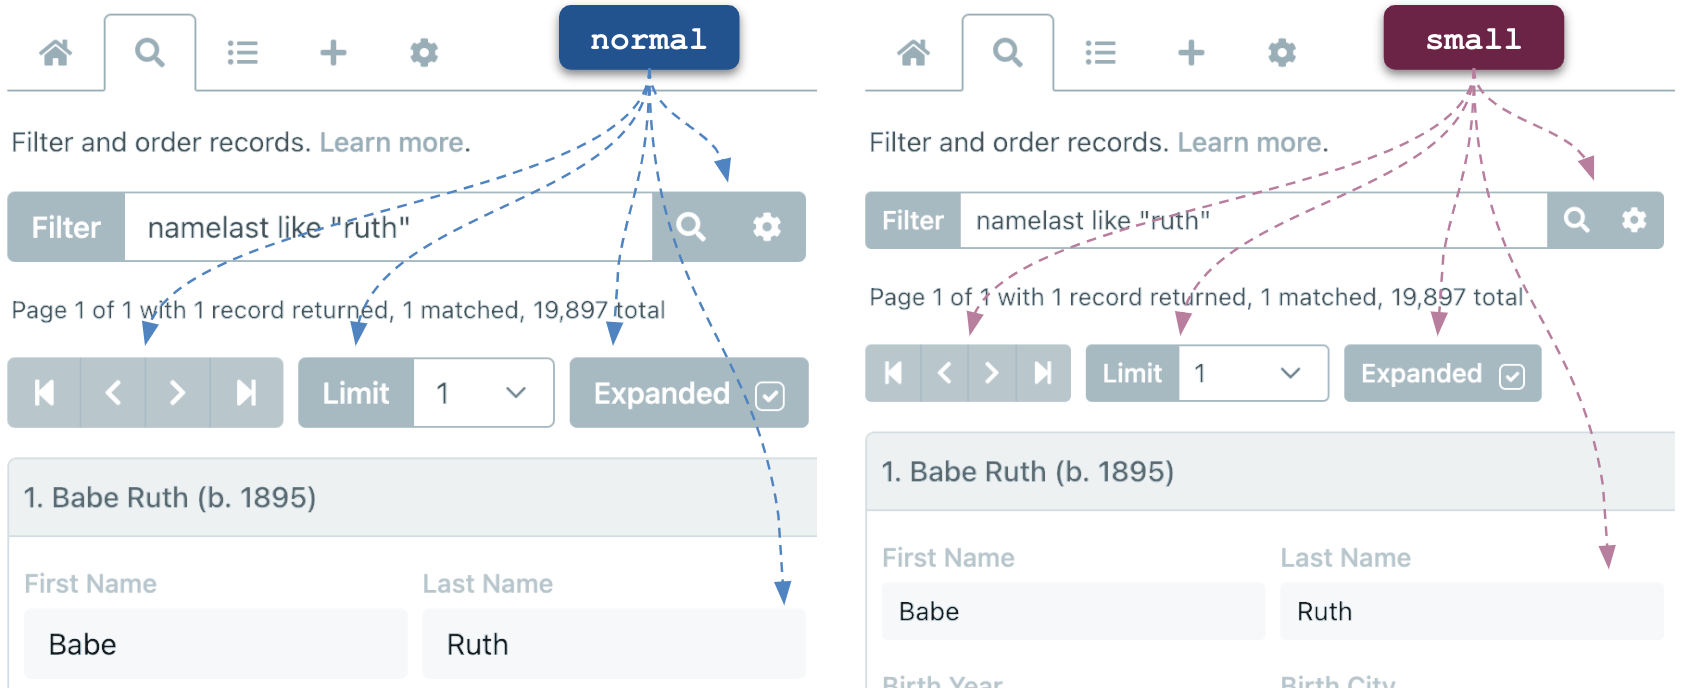 normal
Filter and order records. Learn more.
Filter namelast like "ruth"
Page 1 of 1 with 1 record returned, 1 matched, 19,897 total
Limit 1 Expanded
1. Babe Ruth (b. 1895)
First Name Last Name
Babe Ruth
small
Filter and order records. Learn more.
Filter namelast like "ruth"
Page 1 of 1 with 1 record returned, 1 matched, 19,897 total
Limit 1 Expanded
1. Babe Ruth (b. 1895)
First Name Last Name
Babe Ruth
Birth Year Birth City